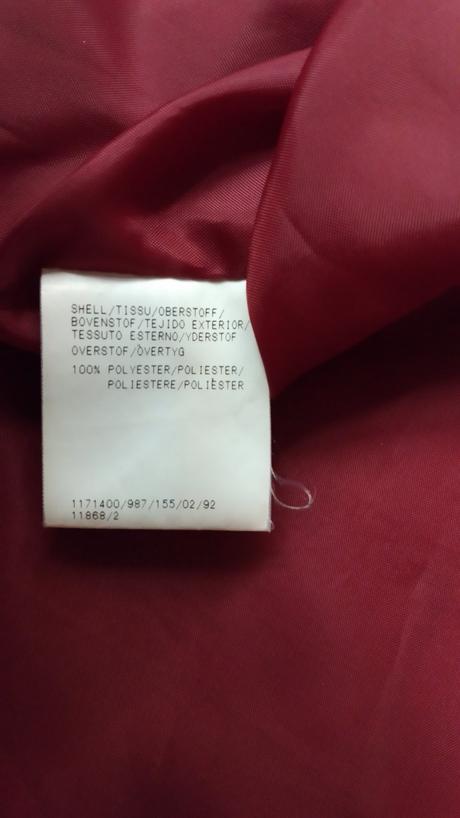 SHELL/TISSU/OBERSTOFF/
BOVENSTOF/TEJIDO EXTERIOR/
TESSUTO ESTERNO/YDERSTOF
OVERSTOF/ÖVERTYG
100% POLYESTER/POLIESTER/
POLIESTERE/POLIÈSTER
1171400/987/155/02/92
11868/2